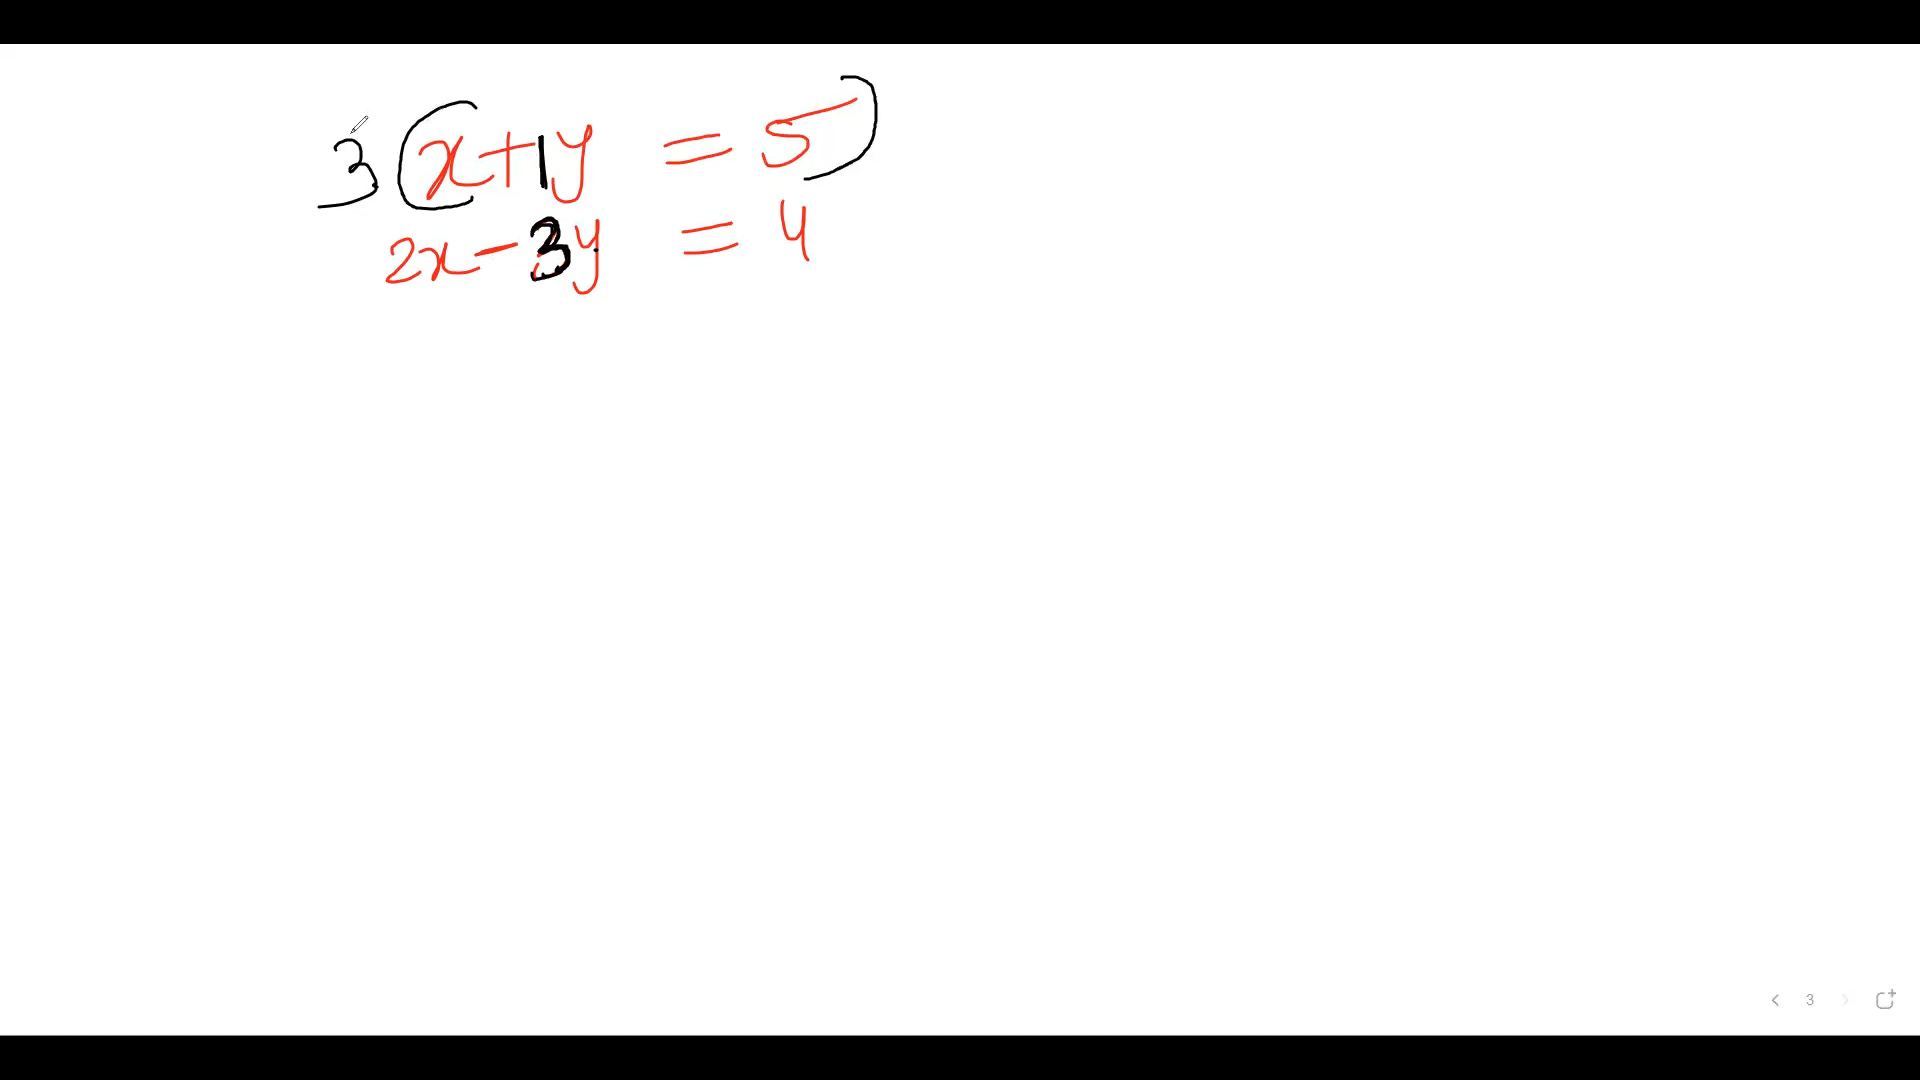 3 (x+1y = 5)
2x - 3y = 4
3